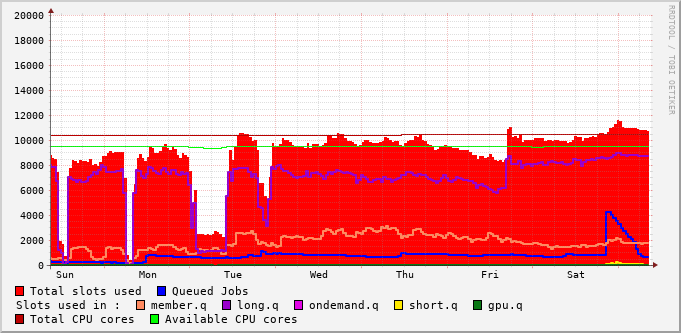 20000
18000
16000
14000
12000
10000
8000
6000
4000
2000
0
Sun Mon Tue Wed Thu Fri Sat
RRDTOOL / TOBI OETIKER
Total slots used Queued Jobs
Slots used in : member.q long.q ondemand.q short.q gpu.q
Total CPU cores Available CPU cores